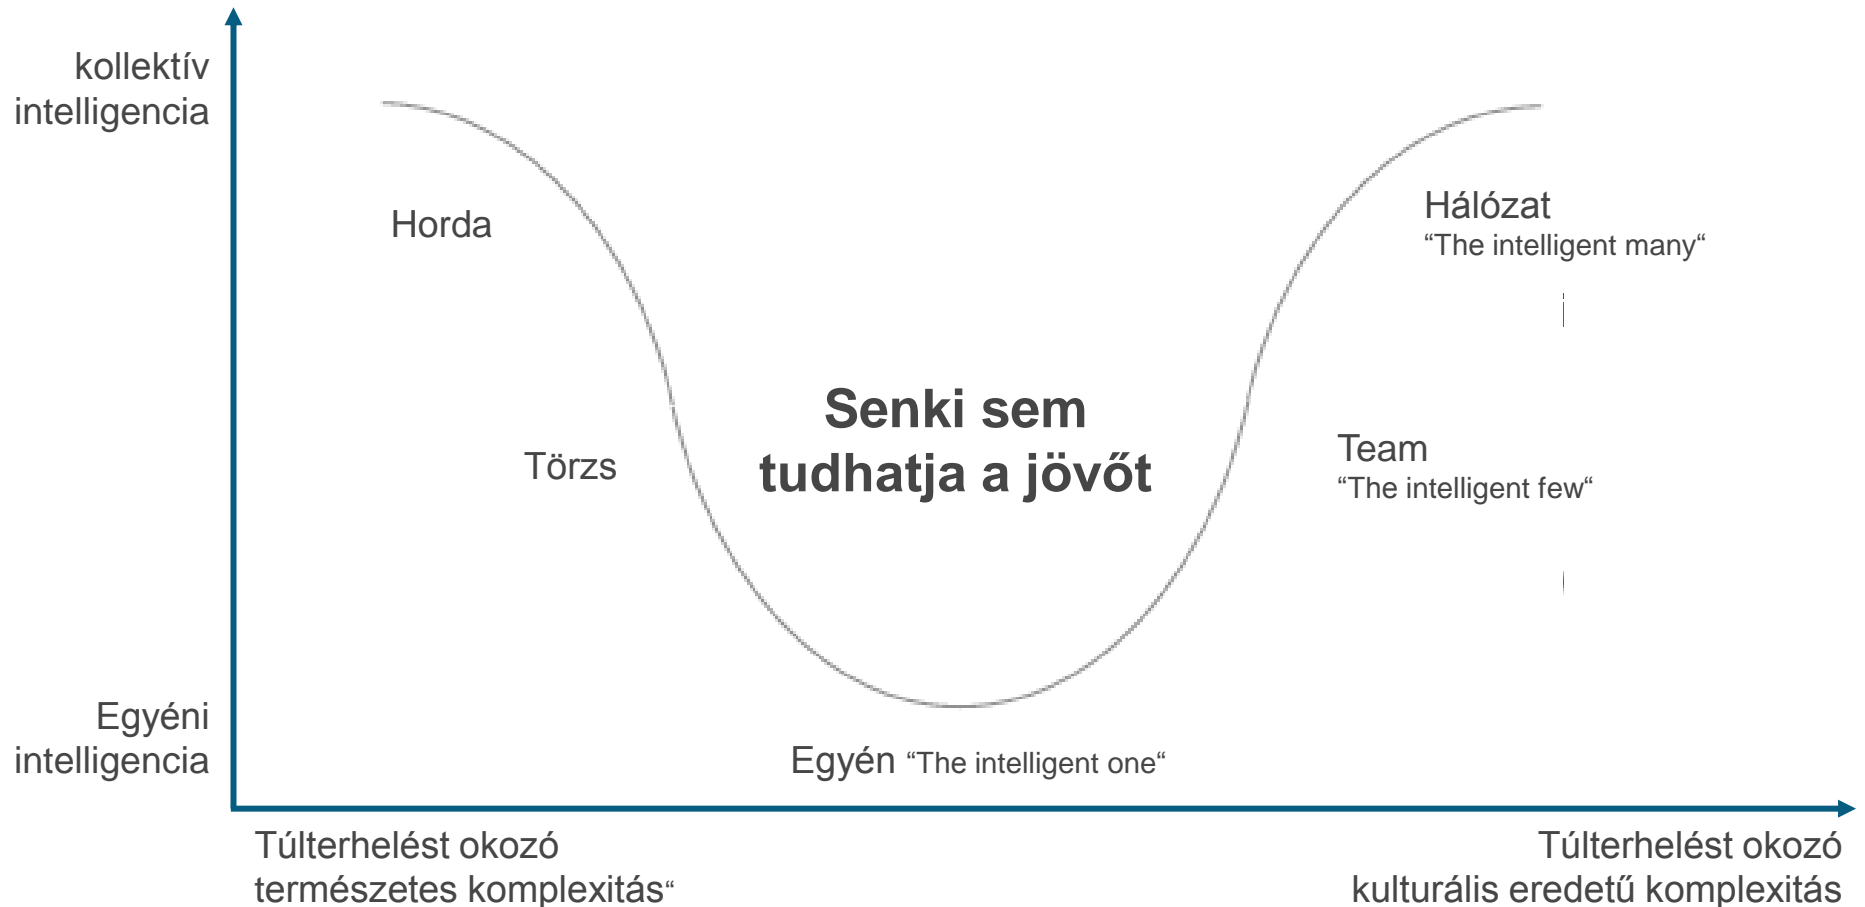 kollektív
intelligencia
Horda
Hálózat
“The intelligent many“
Senki sem
tudhatja a jövőt
Törzs
Team
“The intelligent few“
Egyéni
intelligencia
Egyén “The intelligent one“
Túlterhelést okozó
természetes komplexitás“
Túlterhelést okozó
kulturális eredetű komplexitás